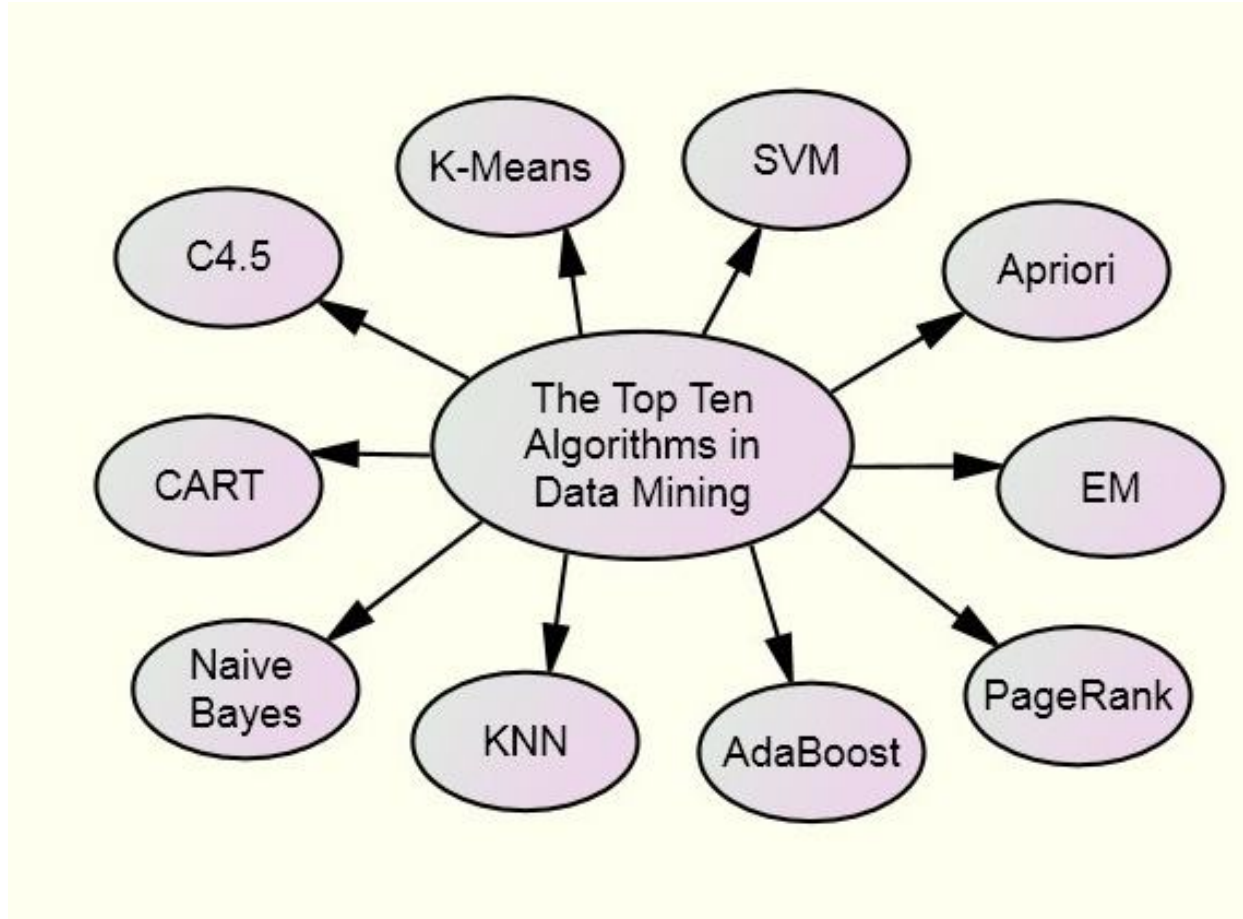 K-Means
SVM
C4.5
Apriori
The Top Ten
Algorithms in
Data Mining
CART
EM
Naive
Bayes
KNN
AdaBoost
PageRank